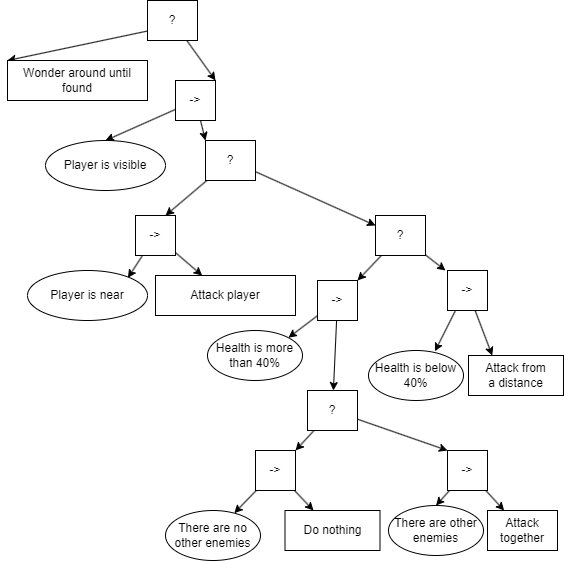 ?
Wonder around until
found
->
Player is visible
?
->
?
Player is near
Attack player
->
->
Health is more
than 40%
Health is below
40%
Attack from
a distance
?
->
->
There are no
other enemies
Do nothing
There are other
enemies
Attack
together